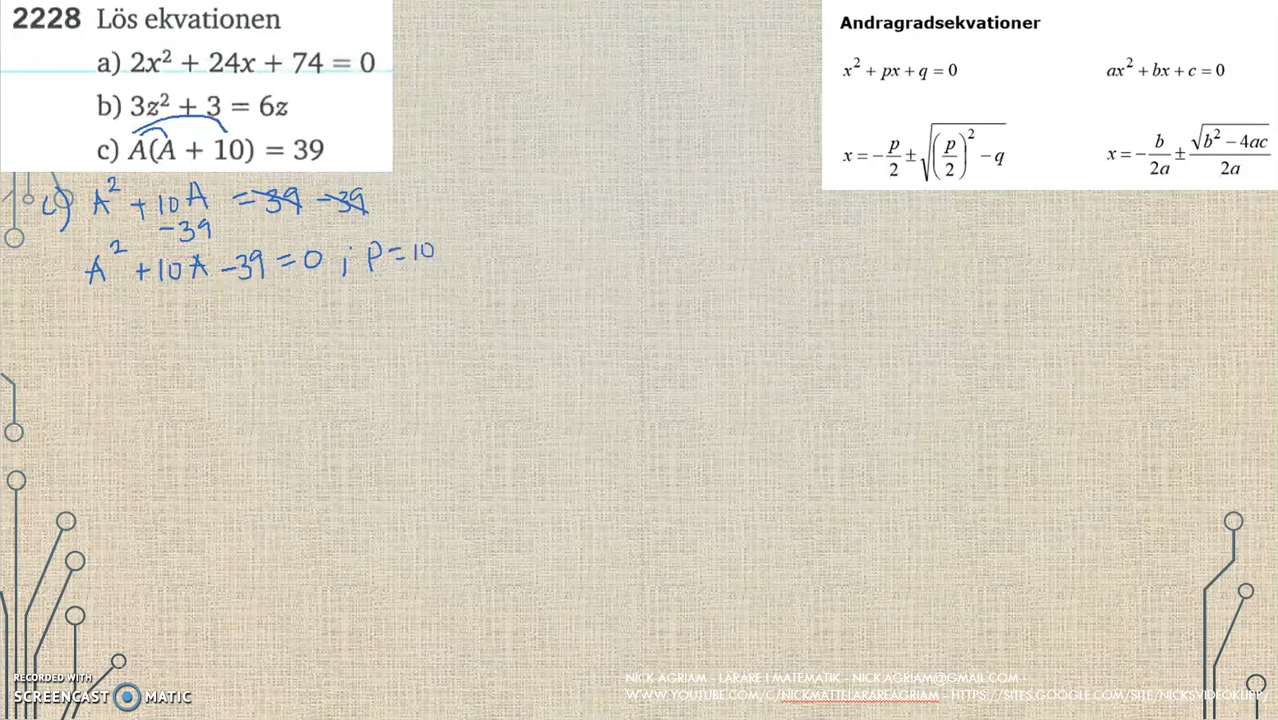 2228 Lös ekvationen
a) 2x² + 24x + 74 = 0
b) 3z² + 3 = 6z
c) A(A + 10) = 39
c) A² + 10A = 39 - 39
-39
A² + 10A - 39 = 0 ; P = 10
Andragradsekvationer
x² + px + q = 0
ax² + bx + c = 0
x = -p/2 ± √((p/2)² - q)
x = -b/2a ± √(b² - 4ac)/2a
RECORDED WITH
SCREENCAST MATIC
NICK AGRIAM - LÄRARE I MATEMATIK - NICK.AGRIAM@GMAIL.COM -
WWW.YOUTUBE.COM/C/NICKMATTELARAREAGRIAM - HTTPS://SITES.GOOGLE.COM/SITE/NICKSVIDEOKLIPP/